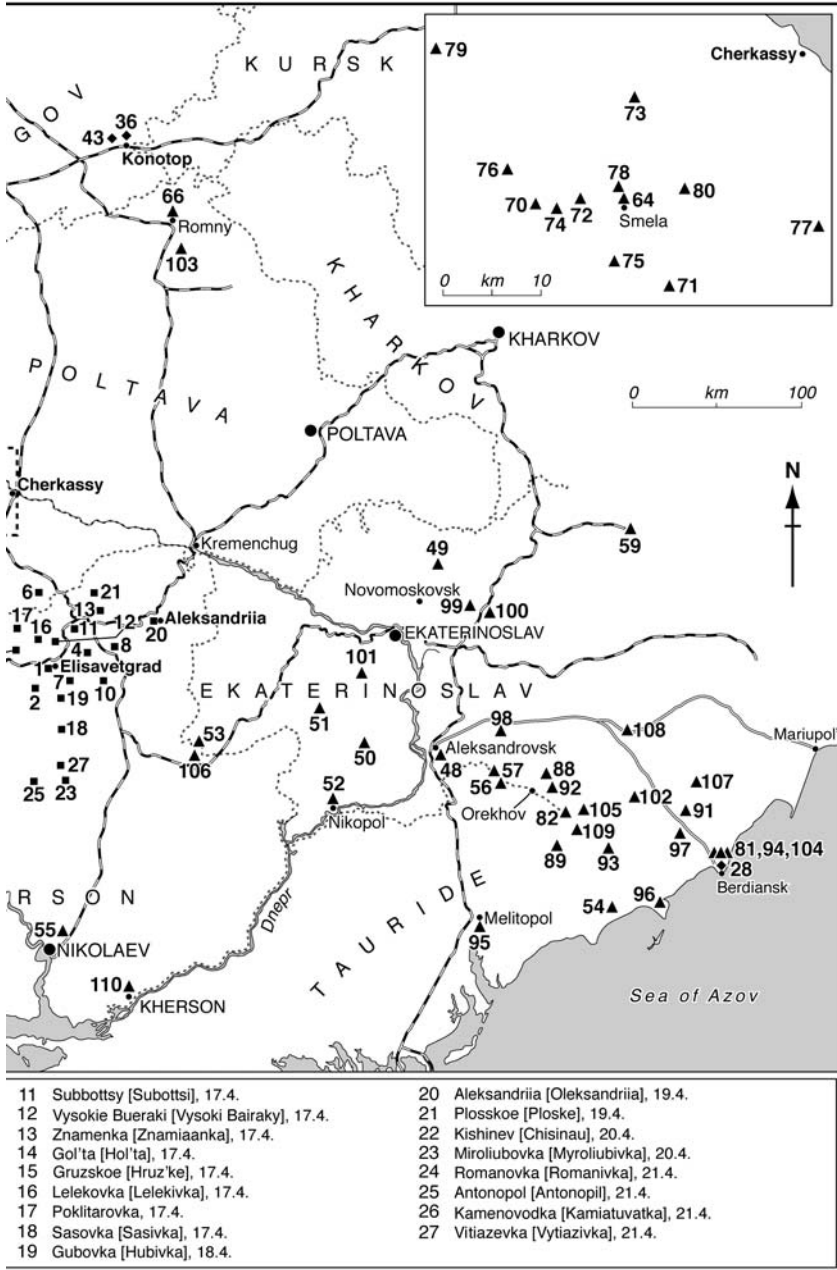 KURSK
GOV
POLTAVA
KHARKOV
EKATERINOSLAV
RSON
TAURIDE
79
Cherkassy
73
76
78
64
80
70
74
72
Smela
77
75
71
0 km 10
43
36
Konotop
66
Romny
103
KHARKOV
0 km 100
N
POLTAVA
Cherkassy
Kremenchug
49
59
Novomoskovsk
99
100
EKATERINOSLAV
6
21
17
13
12
20
Aleksandriia
16
11
4
8
1
Elisavetgrad
7
2
19
10
18
27
25
23
101
51
53
106
50
52
Nikopol
98
108
Mariupol'
Aleksandrovsk
48
57
56
88
92
Orekhov
82
105
102
107
91
109
89
93
97
81,94,104
28
Berdiansk
54
96
Melitopol
95
55
NIKOLAEV
110
KHERSON
Dnepr
Sea of Azov
11 Subbottsy [Subottsi], 17.4.
12 Vysokie Bueraki [Vysoki Bairaky], 17.4.
13 Znamenka [Znamiaanka], 17.4.
14 Gol'ta [Hol'ta], 17.4.
15 Gruzskoe [Hruz'ke], 17.4.
16 Lelekovka [Lelekivka], 17.4.
17 Poklitarovka, 17.4.
18 Sasovka [Sasivka], 17.4.
19 Gubovka [Hubivka], 18.4.
20 Aleksandriia [Oleksandriia], 19.4.
21 Plosskoe [Ploske], 19.4.
22 Kishinev [Chisinau], 20.4.
23 Miroliubovka [Myroliubivka], 20.4.
24 Romanovka [Romanivka], 21.4.
25 Antonopol [Antonopil], 21.4.
26 Kamenovodka [Kamiatuvatka], 21.4.
27 Vitiazevka [Vytiazivka], 21.4.